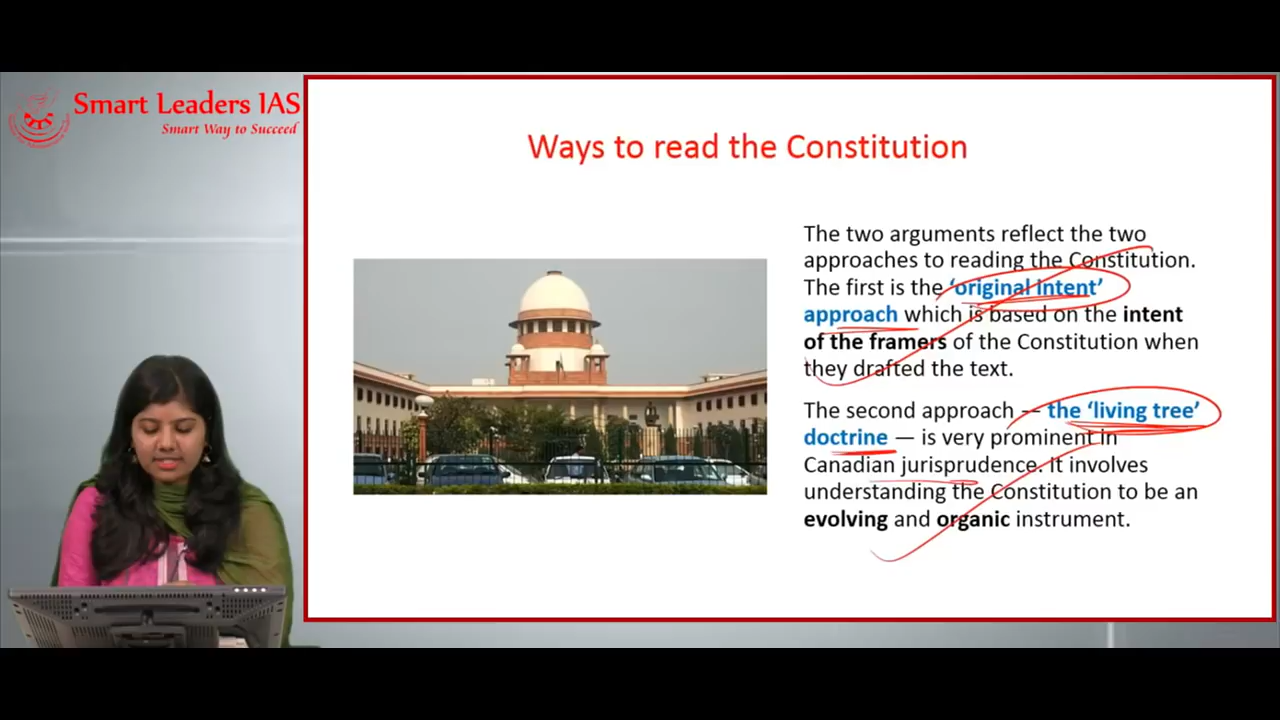 Smart Leaders IAS
Smart Way to Succeed
Ways to read the Constitution
The two arguments reflect the two
approaches to reading the Constitution.
The first is the ‘original intent’
approach which is based on the intent
of the framers of the Constitution when
they drafted the text.
The second approach — the ‘living tree’
doctrine — is very prominent in
Canadian jurisprudence. It involves
understanding the Constitution to be an
evolving and organic instrument.